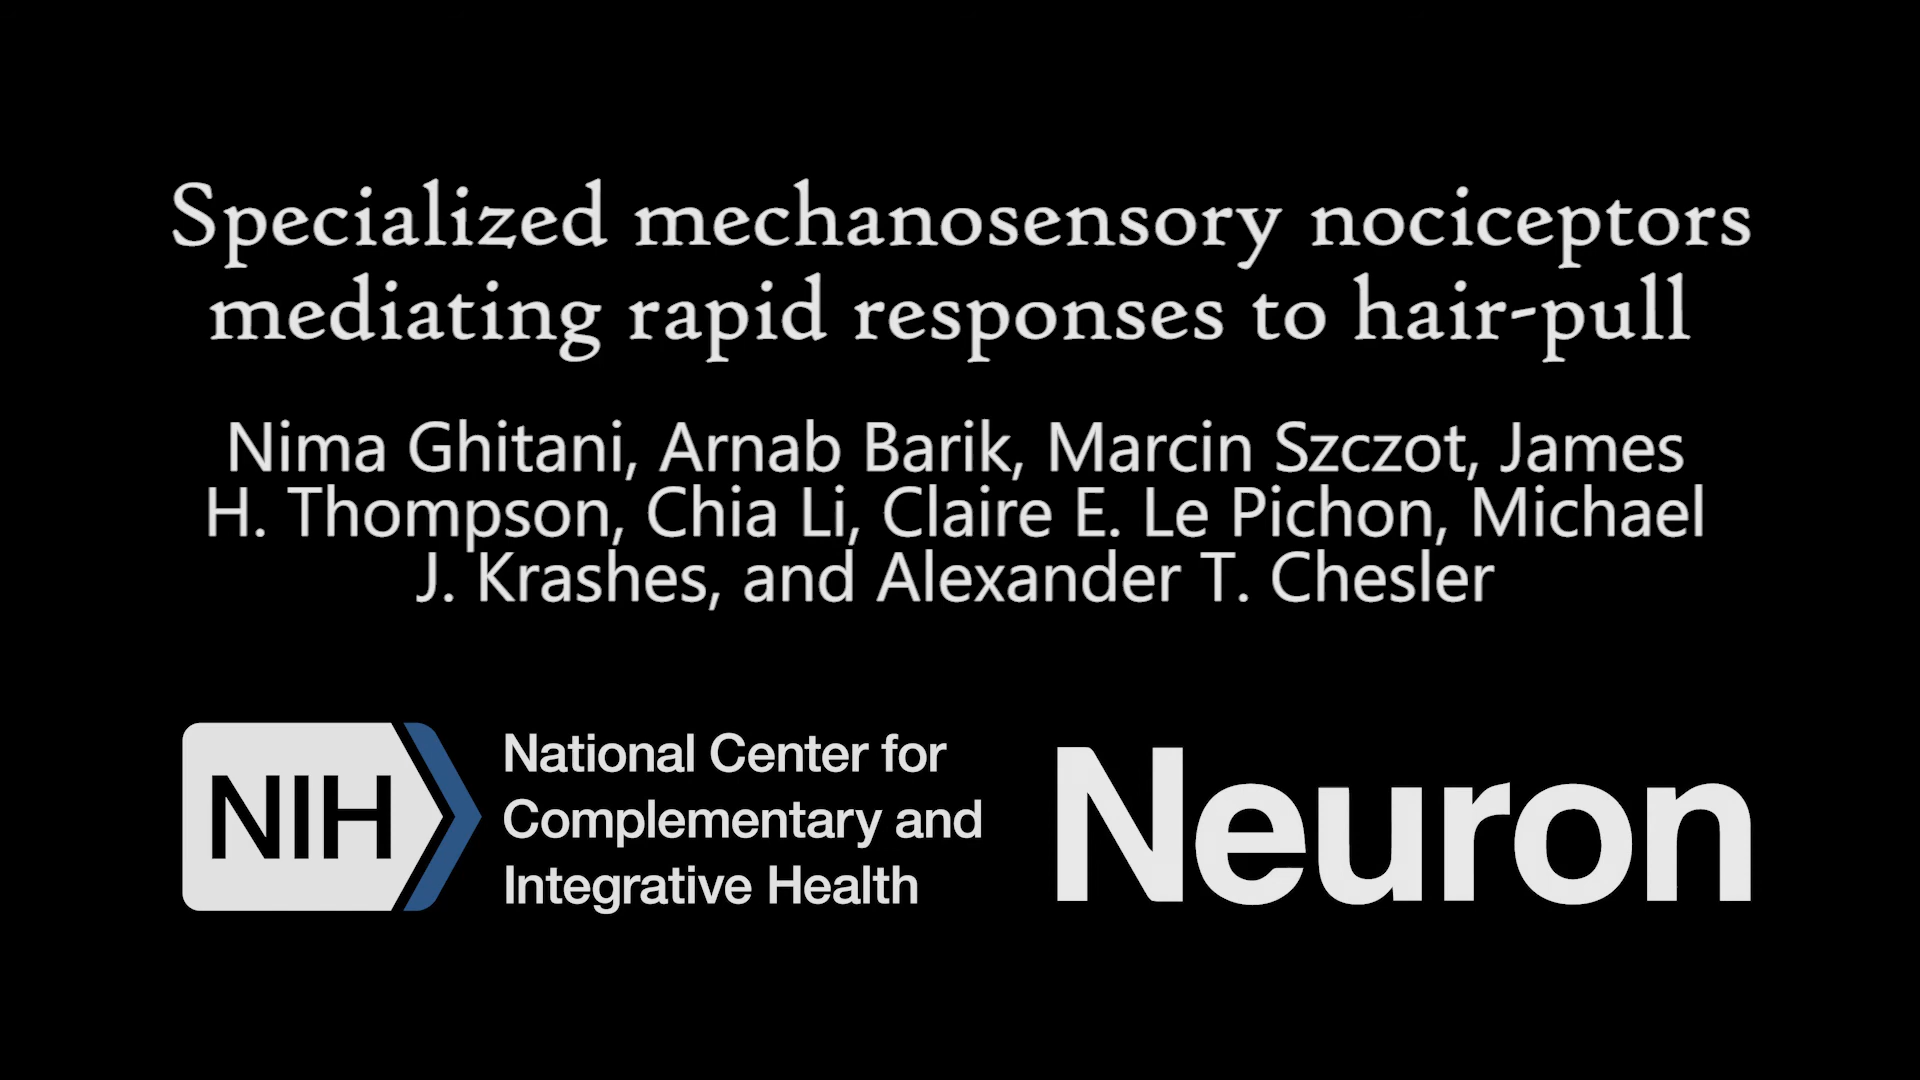 Specialized mechanosensory nociceptors
mediating rapid responses to hair-pull
Nima Ghitani, Arnab Barik, Marcin Szczot, James
H. Thompson, Chia Li, Claire E. Le Pichon, Michael
J. Krashes, and Alexander T. Chesler
NIH
National Center for
Complementary and
Integrative Health
Neuron